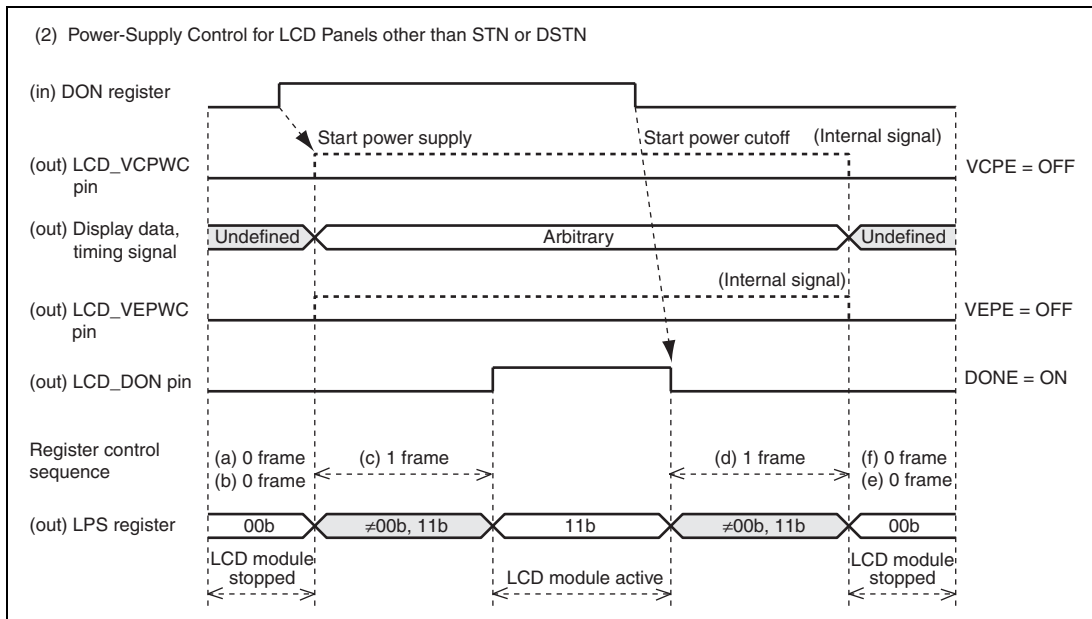 (2) Power-Supply Control for LCD Panels other than STN or DSTN
(in) DON register
Start power supply
Start power cutoff
(Internal signal)
(out) LCD_VCPWC
pin
VCPE = OFF
(out) Display data,
timing signal
Undefined
Arbitrary
Undefined
(Internal signal)
(out) LCD_VEPWC
pin
VEPE = OFF
(out) LCD_DON pin
DONE = ON
Register control
sequence
(a) 0 frame
(b) 0 frame
(c) 1 frame
(d) 1 frame
(f) 0 frame
(e) 0 frame
(out) LPS register
00b
≠00b, 11b
11b
≠00b, 11b
00b
LCD module
stopped
LCD module active
LCD module
stopped